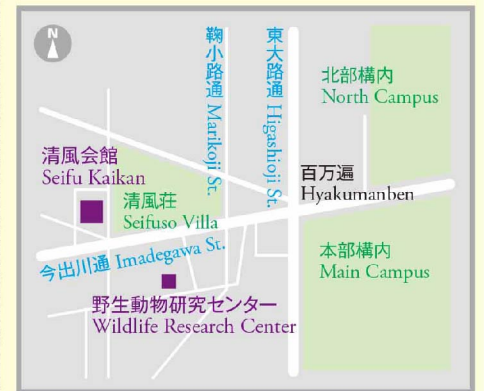 N
鞠小路通 Marikoji St.
東大路通 Higashioji St.
北部構内
North Campus
清風会館
Seifu Kaikan
百万遍
Hyakumanben
清風荘
Seifuso Villa
今出川通 Imadegawa St.
本部構内
Main Campus
野生動物研究センター
Wildlife Research Center